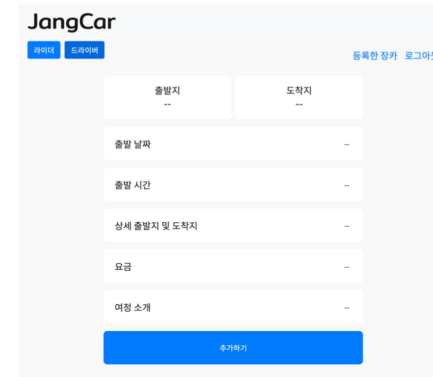 JangCar
라이더 드라이버
등록한 장카 로그아웃
출발지 도착지
-- --
출발 날짜 --
출발 시간 --
상세 출발지 및 도착지 --
요금 --
여정 소개 --
추가하기